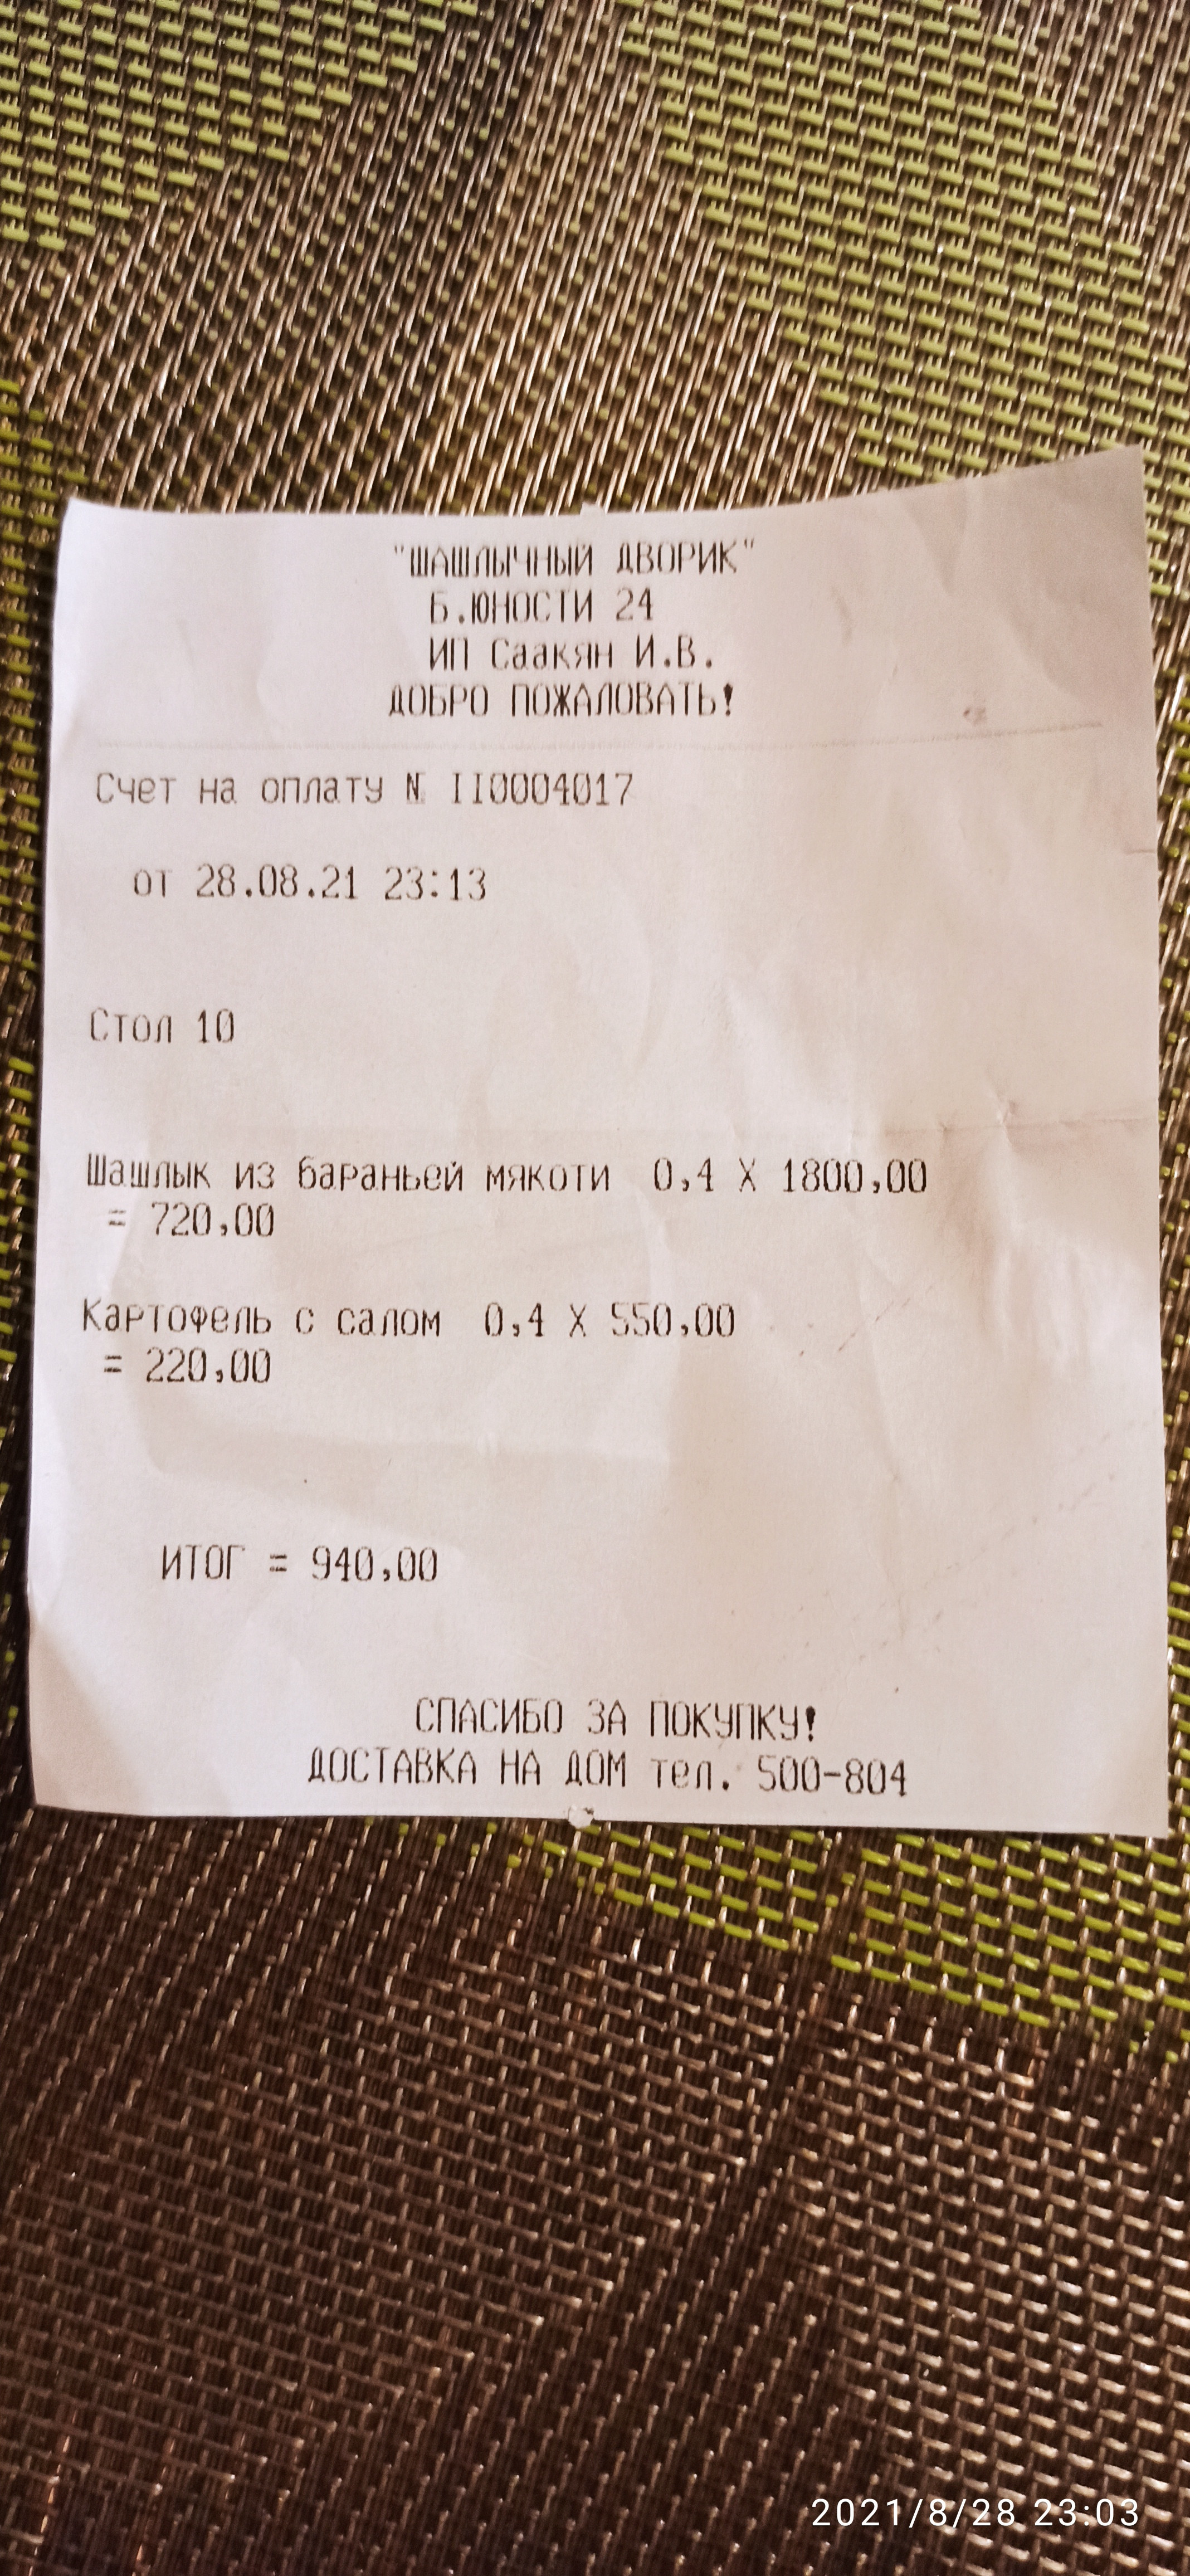 "ШАШЛЫЧНЫЙ ДВОРИК"
Б.ЮНОСТИ 24
ИП Саакян И.В.
ДОБРО ПОЖАЛОВАТЬ!
Счет на оплату N II0004017
от 28.08.21 23:13
Стол 10
Шашлык из бараньей мякоти 0,4 X 1800,00
= 720,00
Картофель с салом 0,4 X 550,00
= 220,00
ИТОГ = 940,00
СПАСИБО ЗА ПОКУПКУ!
ДОСТАВКА НА ДОМ тел. 500-804
2021/8/28 23:03